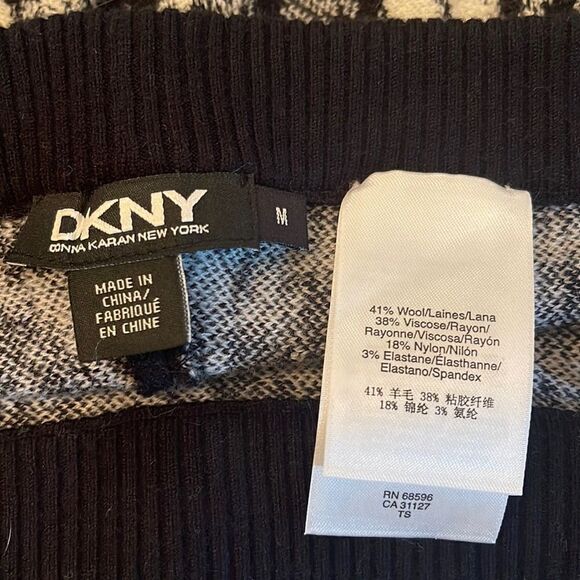 DKNY
DONNA KARAN NEW YORK
M
MADE IN
CHINA/
FABRIQUÉ
EN CHINE
41% Wool/Laines/Lana
38% Viscose/Rayon/
Rayonne/Viscosa/Rayón
18% Nylon/Nilón
3% Elastane/Élasthanne/
Elastano/Spandex
41% 羊毛 38% 粘胶纤维
18% 锦纶 3% 氨纶
RN 68596
CA 31127
TS